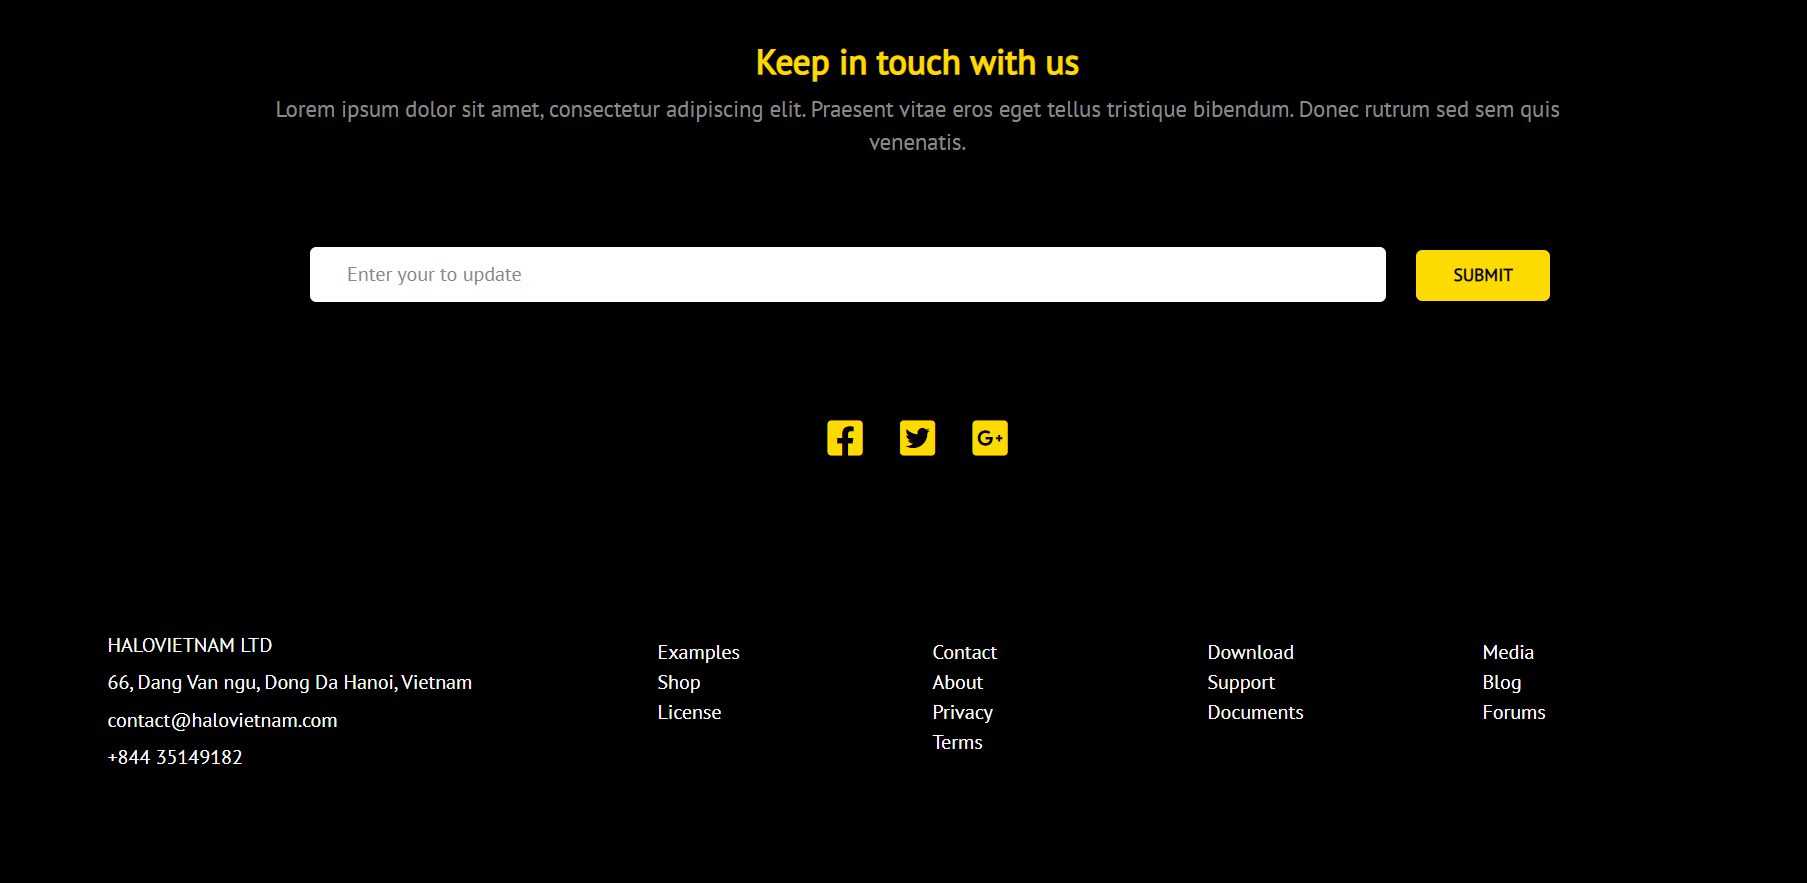 Keep in touch with us
Lorem ipsum dolor sit amet, consectetur adipiscing elit. Praesent vitae eros eget tellus tristique bibendum. Donec rutrum sed sem quis
venenatis.
Enter your to update
SUBMIT
G+
HALOVIETNAM LTD
66, Dang Van ngu, Dong Da Hanoi, Vietnam
contact@halovietnam.com
+844 35149182
Examples
Shop
License
Contact
About
Privacy
Terms
Download
Support
Documents
Media
Blog
Forums